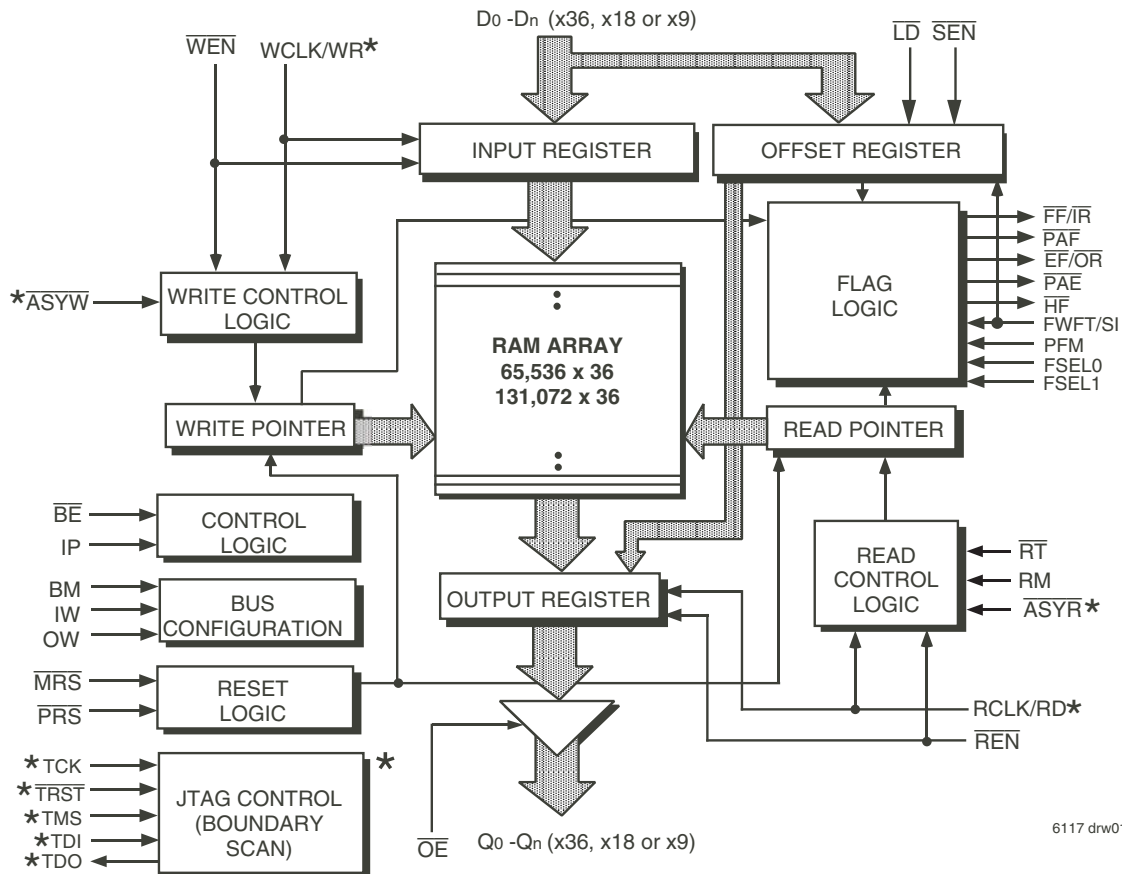 D0 -Dn (x36, x18 or x9)
WEN
WCLK/WR*
LD
SEN
INPUT REGISTER
OFFSET REGISTER
*ASYW
WRITE CONTROL
LOGIC
RAM ARRAY
65,536 x 36
131,072 x 36
FLAG
LOGIC
FF/IR
PAF
EF/OR
PAE
HF
FWFT/SI
PFM
FSEL0
FSEL1
WRITE POINTER
READ POINTER
BE
IP
CONTROL
LOGIC
BM
IW
OW
BUS
CONFIGURATION
OUTPUT REGISTER
READ
CONTROL
LOGIC
RT
RM
ASYR*
MRS
PRS
RESET
LOGIC
RCLK/RD*
REN
*TCK
*TRST
*TMS
*TDI
*TDO
JTAG CONTROL
(BOUNDARY
SCAN)
*
OE
Q0 -Qn (x36, x18 or x9)
6117 drw01